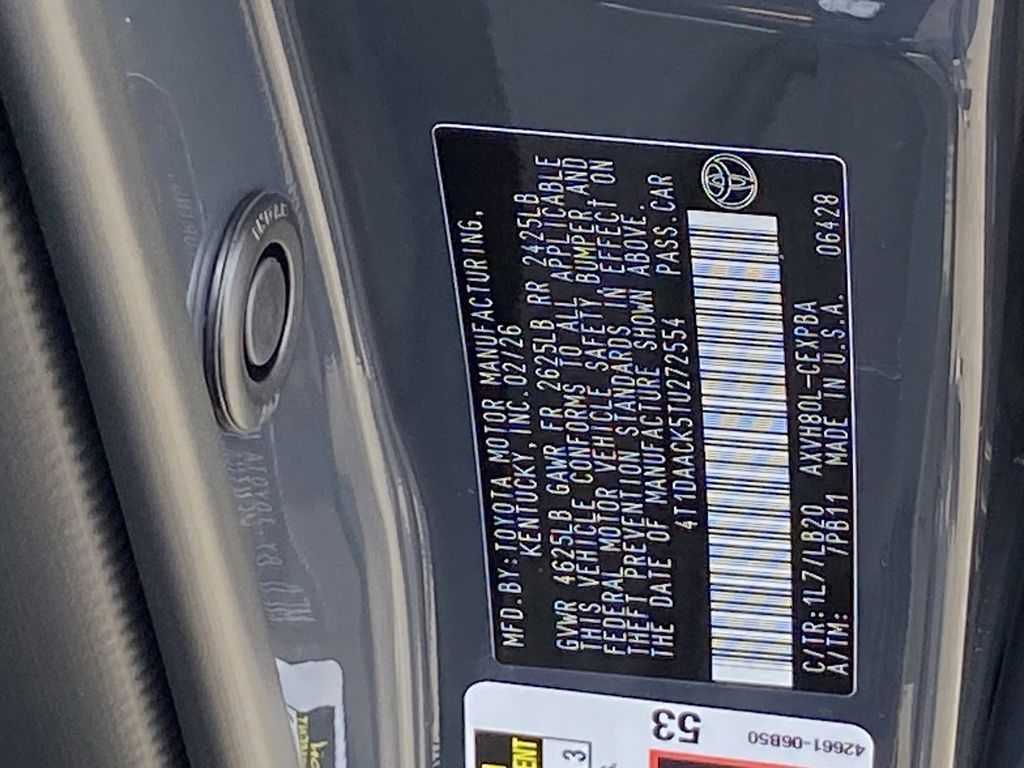 MFD. BY:TOYOTA MOTOR MANUFACTURING,
KENTUCKY, INC. 02/26
GVWR 4625LB GAWR FR 2625LB RR 2425LB
THIS VEHICLE CONFORMS TO ALL APPLICABLE
FEDERAL MOTOR VEHICLE SAFETY, BUMPER AND
THEFT PREVENTION STANDARDS IN EFFECT ON
THE DATE OF MANUFACTURE SHOWN ABOVE.
4T1DAACK5TU272554 PASS.CAR
C/TR:1L7/LB20 AXVH80L-CEXPBA
A/TM: /PB11 MADE IN U.S.A. 06428
53
42661-06B50
3